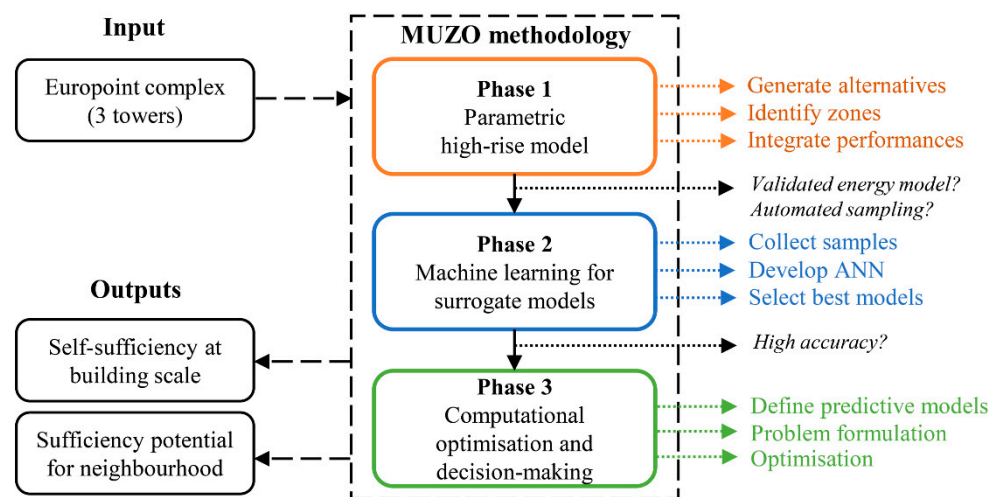 Input
Europoint complex
(3 towers)
MUZO methodology
Phase 1
Parametric
high-rise model
Generate alternatives
Identify zones
Integrate performances
Validated energy model?
Automated sampling?
Phase 2
Machine learning for
surrogate models
Collect samples
Develop ANN
Select best models
High accuracy?
Outputs
Self-sufficiency at
building scale
Sufficiency potential
for neighbourhood
Phase 3
Computational
optimisation and
decision-making
Define predictive models
Problem formulation
Optimisation